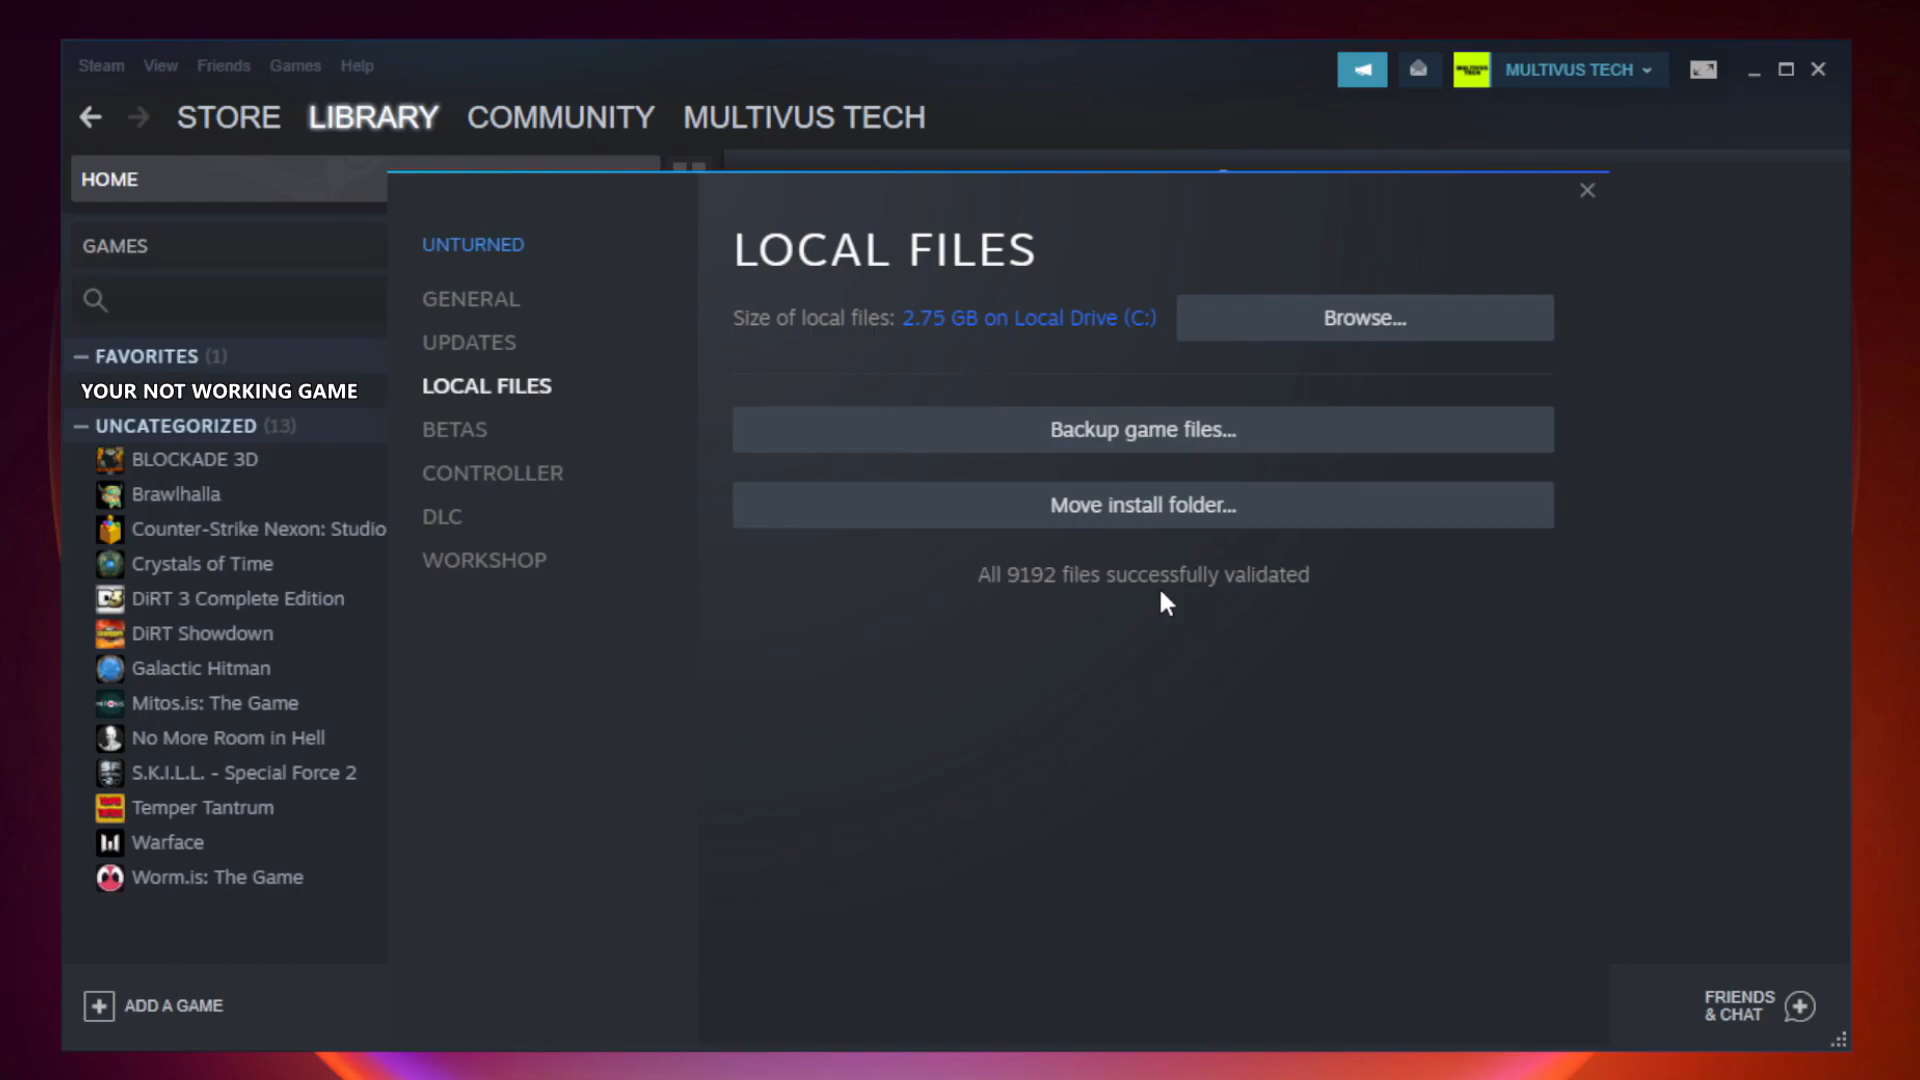 Steam View Friends Games Help
MULTIVUS TECH
STORE LIBRARY COMMUNITY MULTIVUS TECH
HOME
GAMES
FAVORITES (1)
YOUR NOT WORKING GAME
UNCATEGORIZED (13)
BLOCKADE 3D
Brawlhalla
Counter-Strike Nexon: Studio
Crystals of Time
DiRT 3 Complete Edition
DiRT Showdown
Galactic Hitman
Mitos.is: The Game
No More Room in Hell
S.K.I.L.L. - Special Force 2
Temper Tantrum
Warface
Worm.is: The Game
ADD A GAME
UNTURNED
GENERAL
UPDATES
LOCAL FILES
BETAS
CONTROLLER
DLC
WORKSHOP
LOCAL FILES
Size of local files: 2.75 GB on Local Drive (C:)
Browse...
Backup game files...
Move install folder...
All 9192 files successfully validated
FRIENDS
& CHAT